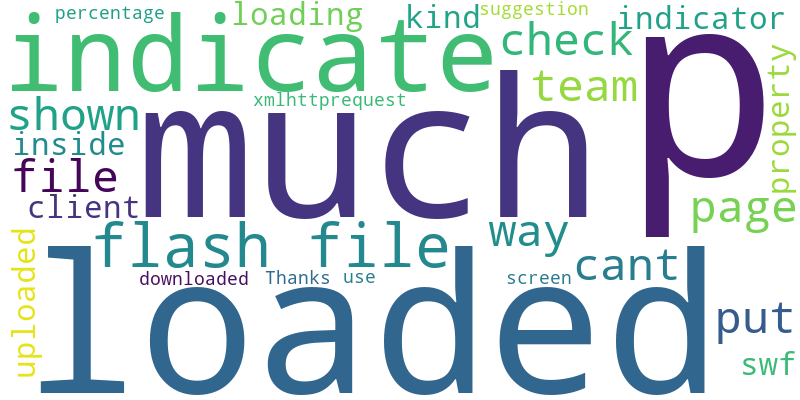 percentage
loading
kind
suggestion
indicator
indicate
check
p
team
property
xmlhttprequest
shown
much
inside
file
client
page
flash file
way
uploaded
cant
downloaded
Thanks
use
screen
loaded
put
swf